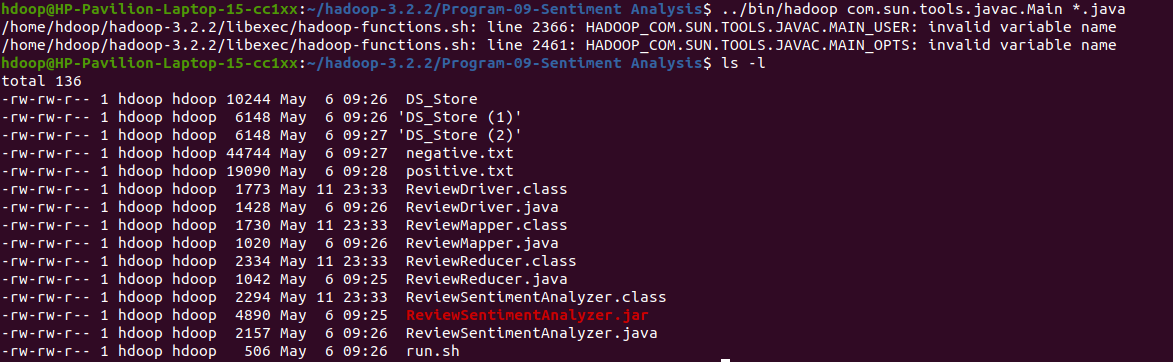 hdoop@HP-Pavilion-Laptop-15-cc1xx:~/hadoop-3.2.2/Program-09-Sentiment Analysis$ ../bin/hadoop com.sun.tools.javac.Main *.java
/home/hdoop/hadoop-3.2.2/libexec/hadoop-functions.sh: line 2366: HADOOP_COM.SUN.TOOLS.JAVAC.MAIN_USER: invalid variable name
/home/hdoop/hadoop-3.2.2/libexec/hadoop-functions.sh: line 2461: HADOOP_COM.SUN.TOOLS.JAVAC.MAIN_OPTS: invalid variable name
hdoop@HP-Pavilion-Laptop-15-cc1xx:~/hadoop-3.2.2/Program-09-Sentiment Analysis$ ls -l
total 136
-rw-rw-r-- 1 hdoop hdoop 10244 May  6 09:26  DS_Store
-rw-rw-r-- 1 hdoop hdoop  6148 May  6 09:26 'DS_Store (1)'
-rw-rw-r-- 1 hdoop hdoop  6148 May  6 09:27 'DS_Store (2)'
-rw-rw-r-- 1 hdoop hdoop 44744 May  6 09:27  negative.txt
-rw-rw-r-- 1 hdoop hdoop 19090 May  6 09:28  positive.txt
-rw-rw-r-- 1 hdoop hdoop  1773 May 11 23:33  ReviewDriver.class
-rw-rw-r-- 1 hdoop hdoop  1428 May  6 09:26  ReviewDriver.java
-rw-rw-r-- 1 hdoop hdoop  1730 May 11 23:33  ReviewMapper.class
-rw-rw-r-- 1 hdoop hdoop  1020 May  6 09:26  ReviewMapper.java
-rw-rw-r-- 1 hdoop hdoop  2334 May 11 23:33  ReviewReducer.class
-rw-rw-r-- 1 hdoop hdoop  1042 May  6 09:25  ReviewReducer.java
-rw-rw-r-- 1 hdoop hdoop  2294 May 11 23:33  ReviewSentimentAnalyzer.class
-rw-rw-r-- 1 hdoop hdoop  4890 May  6 09:25  ReviewSentimentAnalyzer.jar
-rw-rw-r-- 1 hdoop hdoop  2157 May  6 09:26  ReviewSentimentAnalyzer.java
-rw-rw-r-- 1 hdoop hdoop   506 May  6 09:26  run.sh